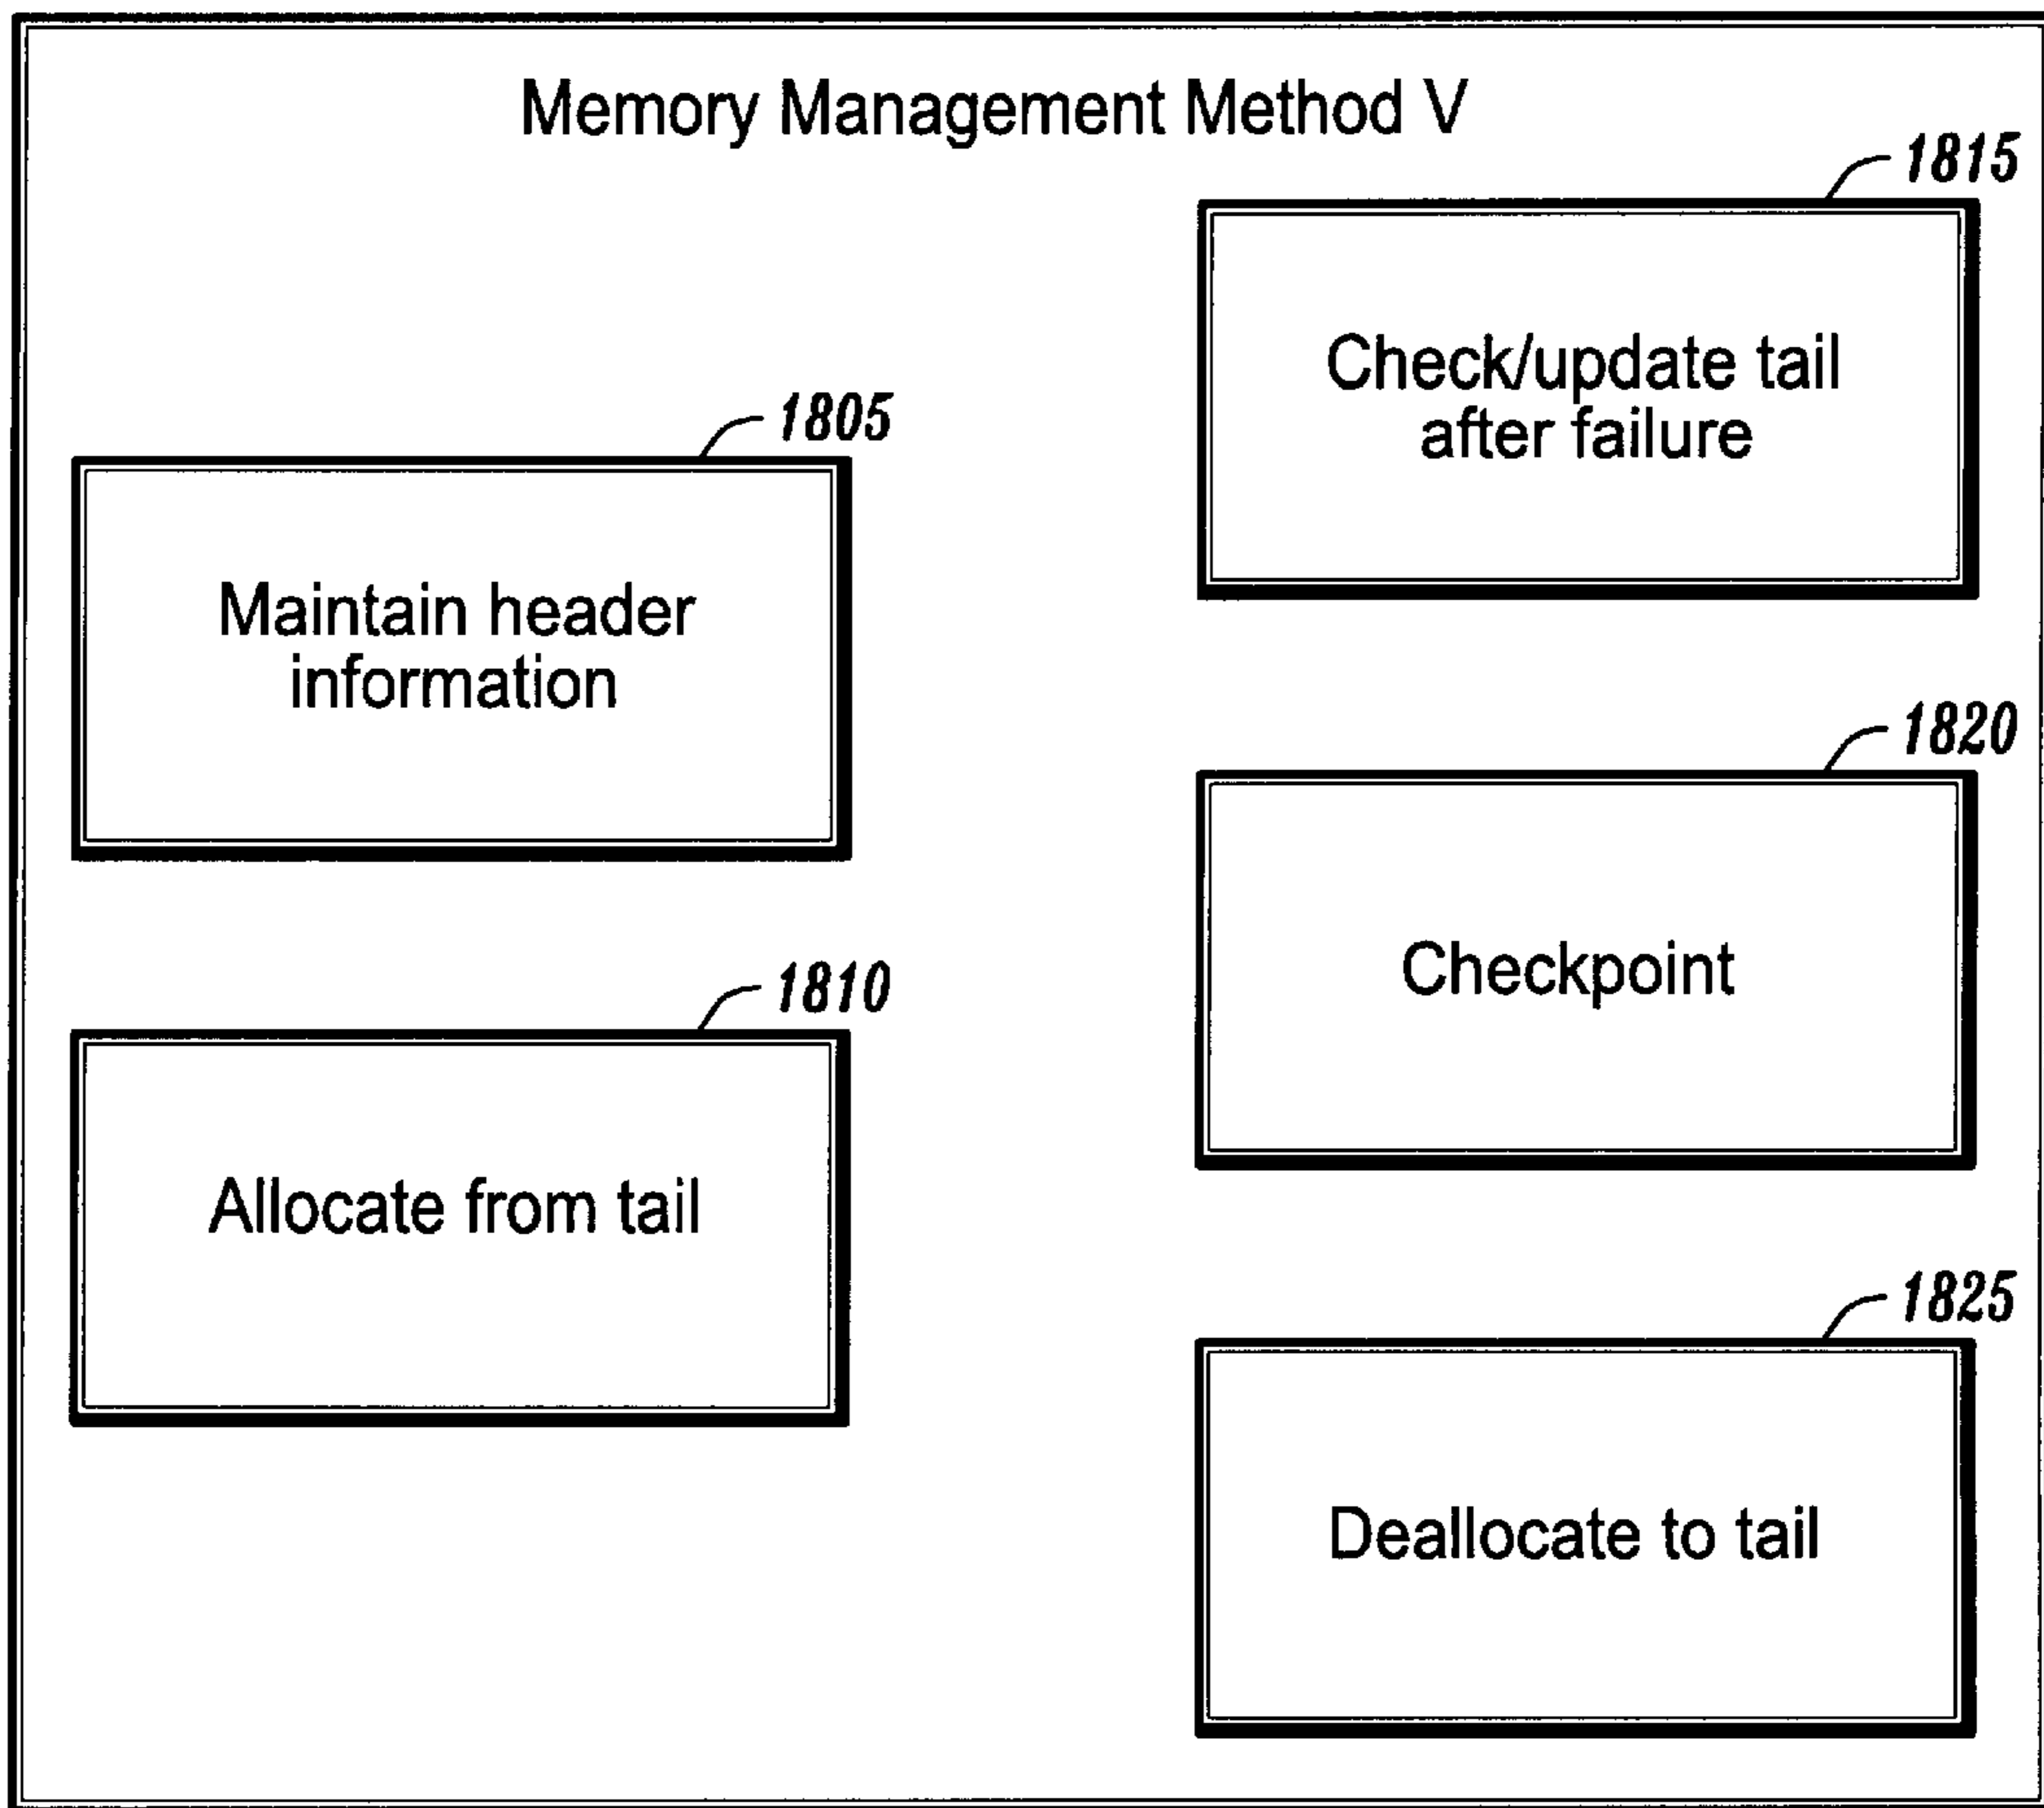 Memory Management Method V
1805
Maintain header
information
1810
Allocate from tail
1815
Check/update tail
after failure
1820
Checkpoint
1825
Deallocate to tail